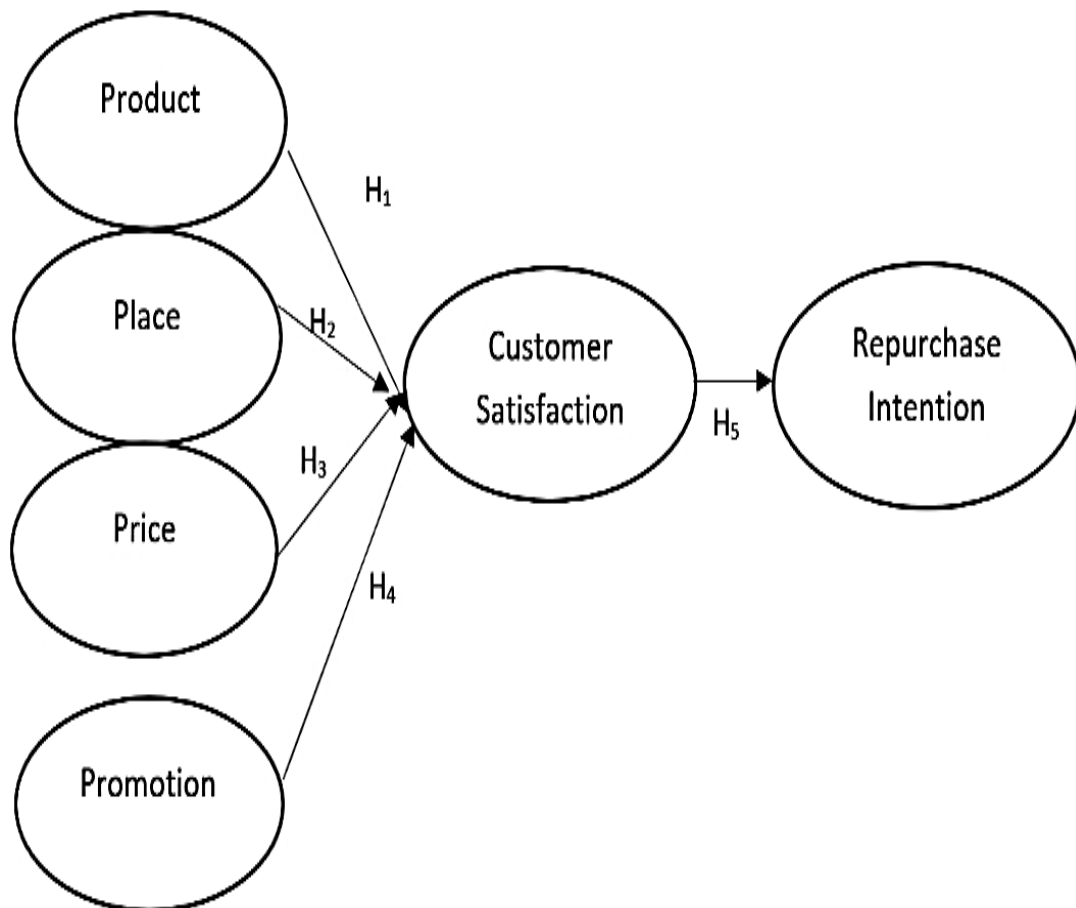 Product
H₁
Place
H₂
Customer
Satisfaction
Repurchase
Intention
H₅
H₃
Price
H₄
Promotion